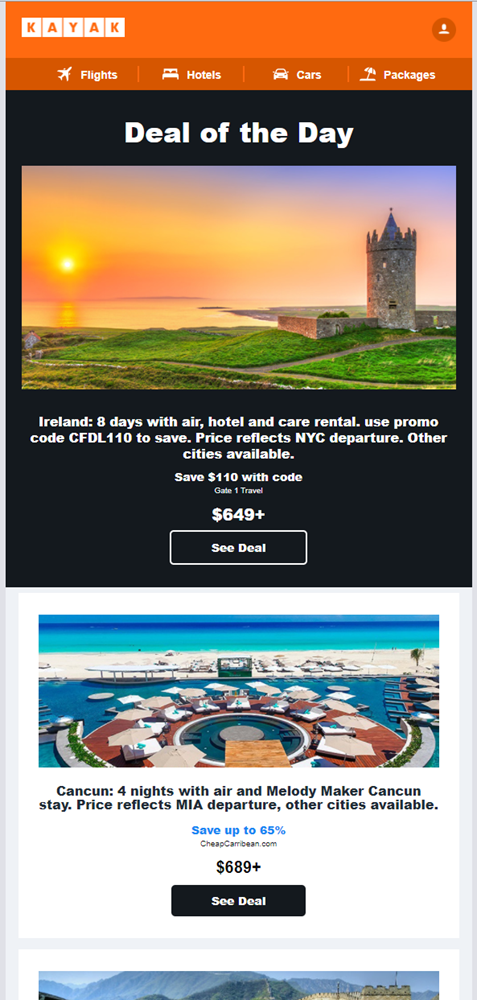 KAYAK
Flights
Hotels
Cars
Packages
Deal of the Day
Ireland: 8 days with air, hotel and care rental. use promo
code CFDL110 to save. Price reflects NYC departure. Other
cities available.
Save $110 with code
Gate 1 Travel
$649+
See Deal
Cancun: 4 nights with air and Melody Maker Cancun
stay. Price reflects MIA departure, other cities available.
Save up to 65%
CheapCarribean.com
$689+
See Deal